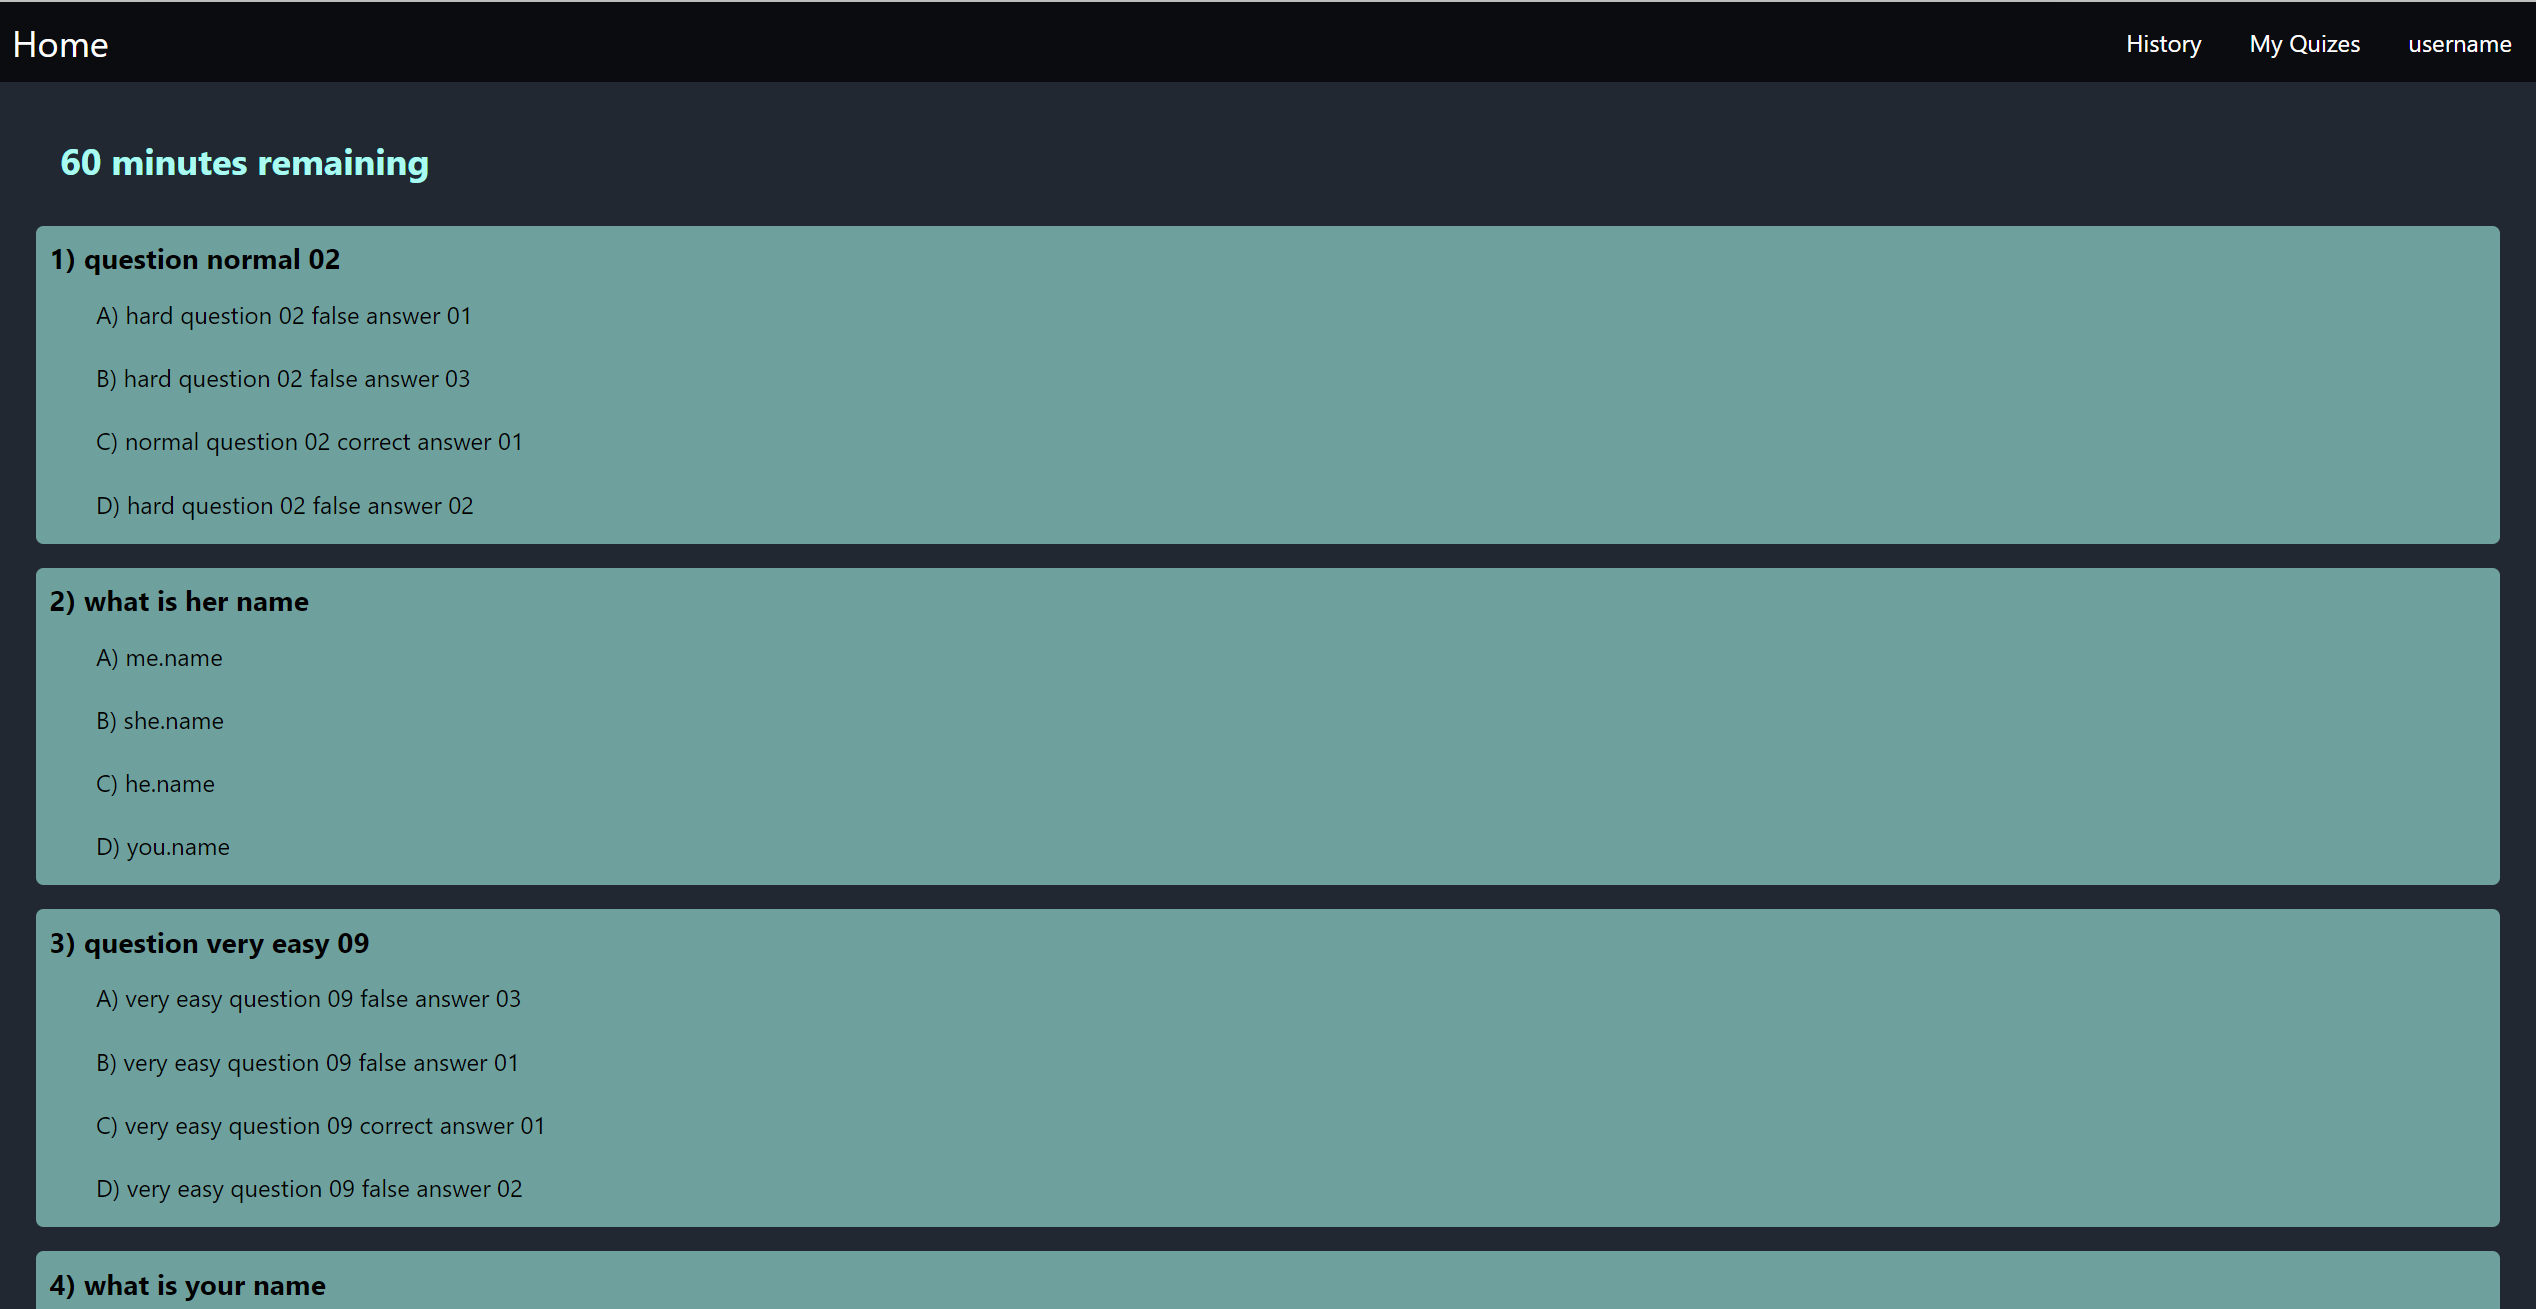 Home History My Quizes username
60 minutes remaining
1) question normal 02
A) hard question 02 false answer 01
B) hard question 02 false answer 03
C) normal question 02 correct answer 01
D) hard question 02 false answer 02
2) what is her name
A) me.name
B) she.name
C) he.name
D) you.name
3) question very easy 09
A) very easy question 09 false answer 03
B) very easy question 09 false answer 01
C) very easy question 09 correct answer 01
D) very easy question 09 false answer 02
4) what is your name